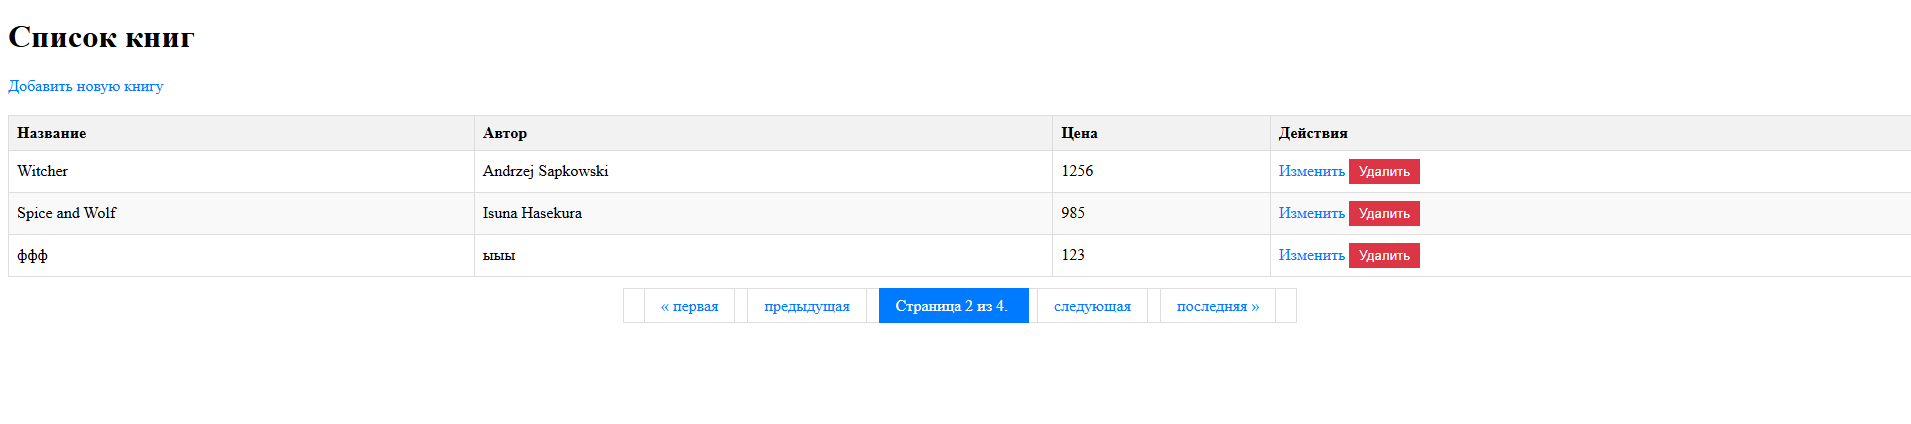 Список книг
Добавить новую книгу
Название Автор Цена Действия
Witcher Andrzej Sapkowski 1256 Изменить Удалить
Spice and Wolf Isuna Hasekura 985 Изменить Удалить
ффф ыыы 123 Изменить Удалить
« первая предыдущая Страница 2 из 4. следующая последняя »